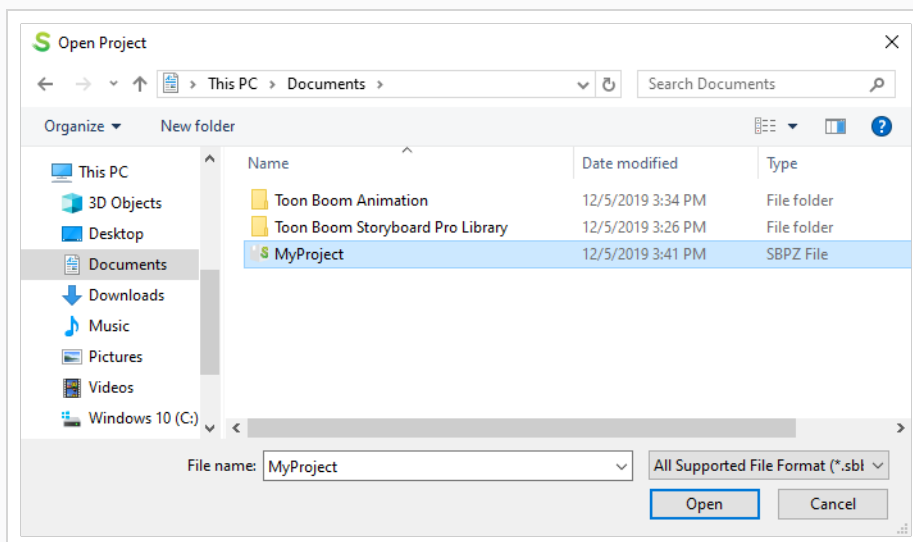 Open Project
This PC > Documents >
Search Documents
Organize
New folder
Name
Date modified
Type
This PC
3D Objects
Desktop
Documents
Downloads
Music
Pictures
Videos
Windows 10 (C:)
Toon Boom Animation 12/5/2019 3:34 PM File folder
Toon Boom Storyboard Pro Library 12/5/2019 3:26 PM File folder
MyProject 12/5/2019 3:41 PM SBPZ File
File name: MyProject
All Supported File Format (*.sbl
Open
Cancel